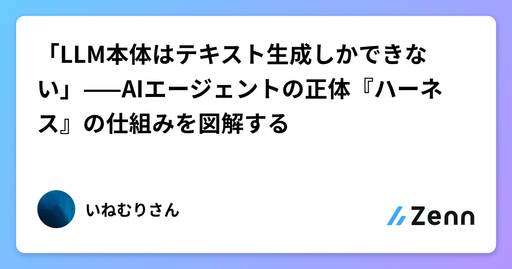 「LLM本体はテキスト生成しかできな
い」——AIエージェントの正体『ハーネ
ス』の仕組みを図解する
いねむりさん
Zenn